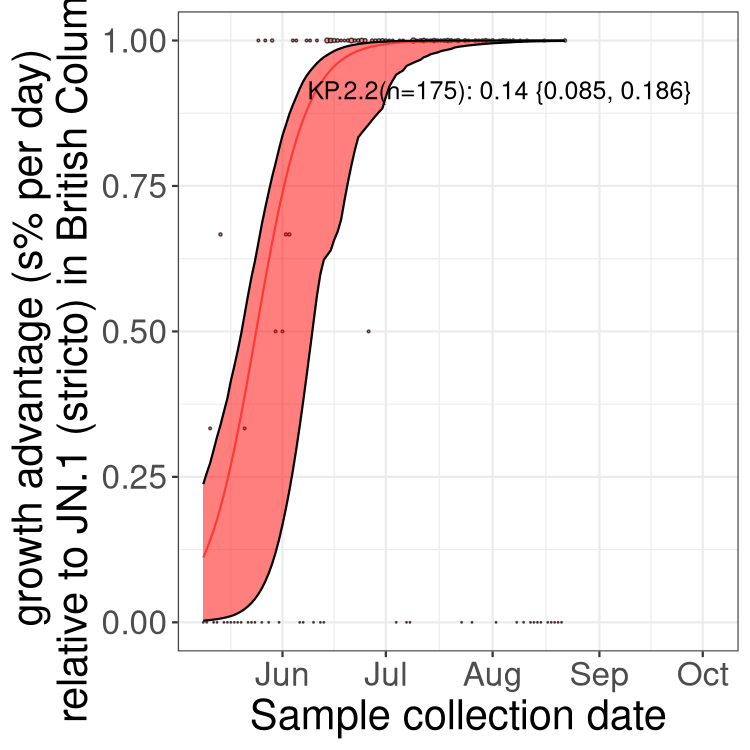 growth advantage (s% per day)
relative to JN.1 (stricto) in British Colum
1.00
0.75
0.50
0.25
0.00
KP.2.2(n=175): 0.14 {0.085, 0.186}
Jun Jul Aug Sep Oct
Sample collection date